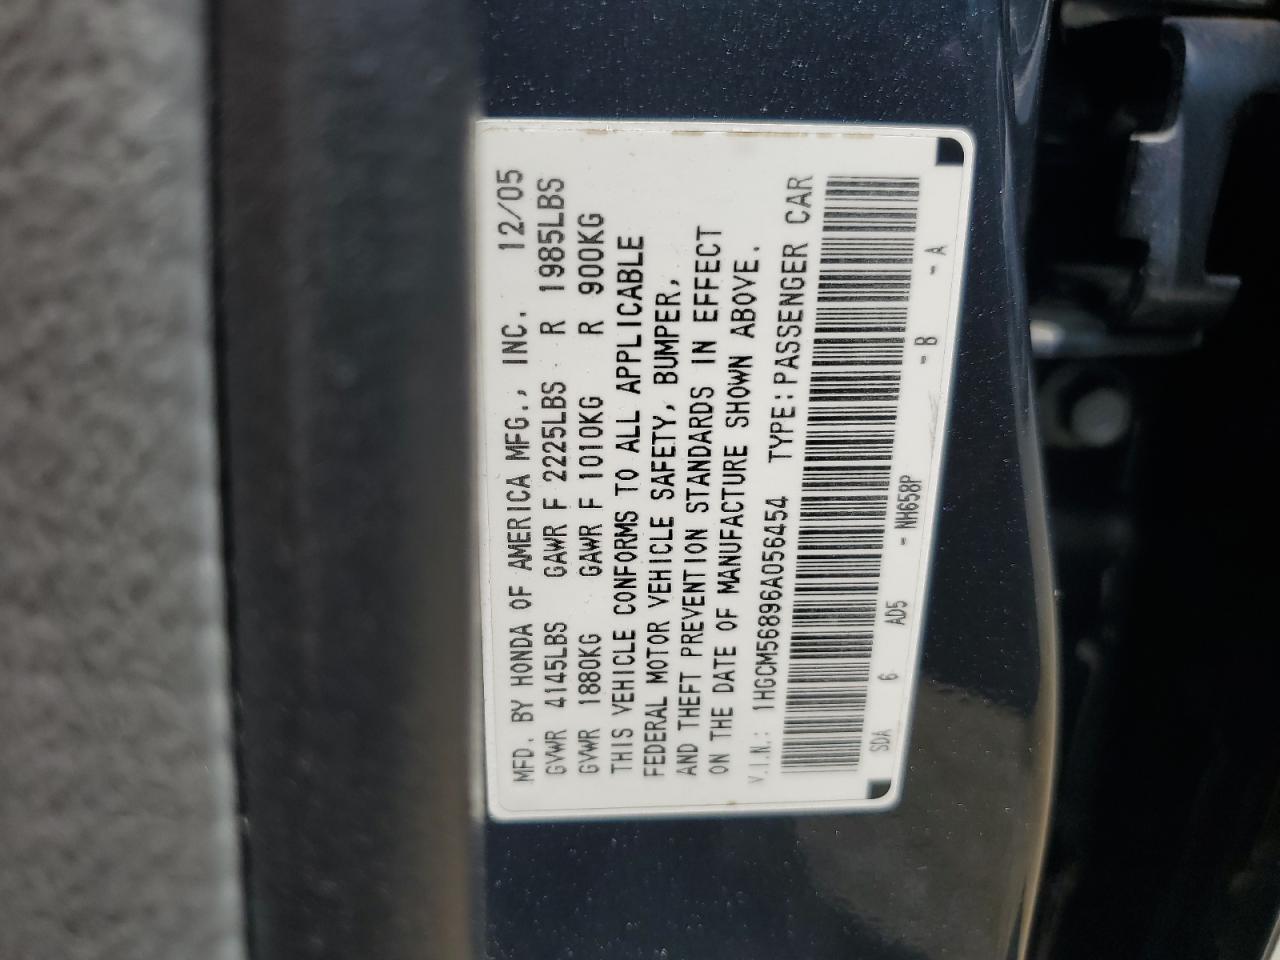 MFD. BY HONDA OF AMERICA MFG., INC. 12/05
GVWR 4145LBS GAWR F 2225LBS R 1985LBS
GVWR 1880KG GAWR F 1010KG R 900KG
THIS VEHICLE CONFORMS TO ALL APPLICABLE
FEDERAL MOTOR VEHICLE SAFETY, BUMPER,
AND THEFT PREVENTION STANDARDS IN EFFECT
ON THE DATE OF MANUFACTURE SHOWN ABOVE.
V.I.N.: 1HGCM56896A056454 TYPE:PASSENGER CAR
SDA 6 AD5 - NH658P - B - A